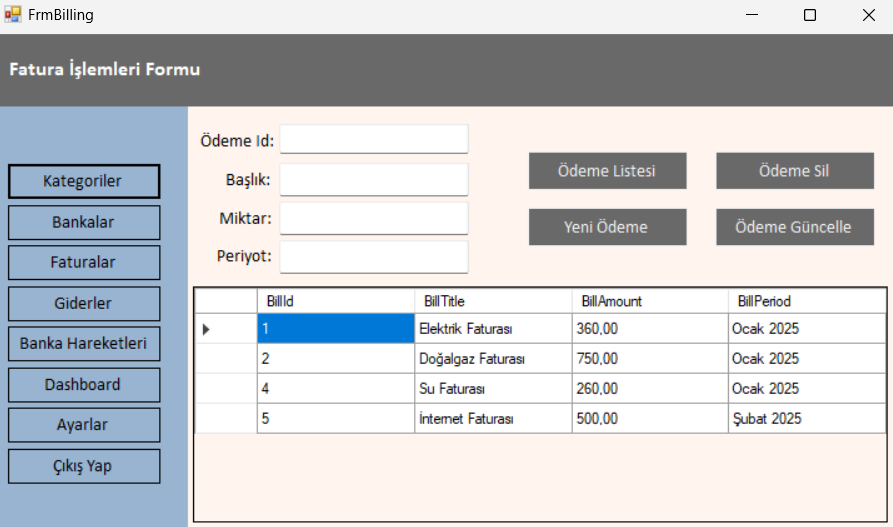 FrmBilling
Fatura İşlemleri Formu
Kategoriler
Bankalar
Faturalar
Giderler
Banka Hareketleri
Dashboard
Ayarlar
Çıkış Yap
Ödeme Id:
Başlık:
Miktar:
Periyot:
Ödeme Listesi Ödeme Sil
Yeni Ödeme Ödeme Güncelle
BillId BillTitle BillAmount BillPeriod
1 Elektrik Faturası 360,00 Ocak 2025
2 Doğalgaz Faturası 750,00 Ocak 2025
4 Su Faturası 260,00 Ocak 2025
5 İnternet Faturası 500,00 Şubat 2025